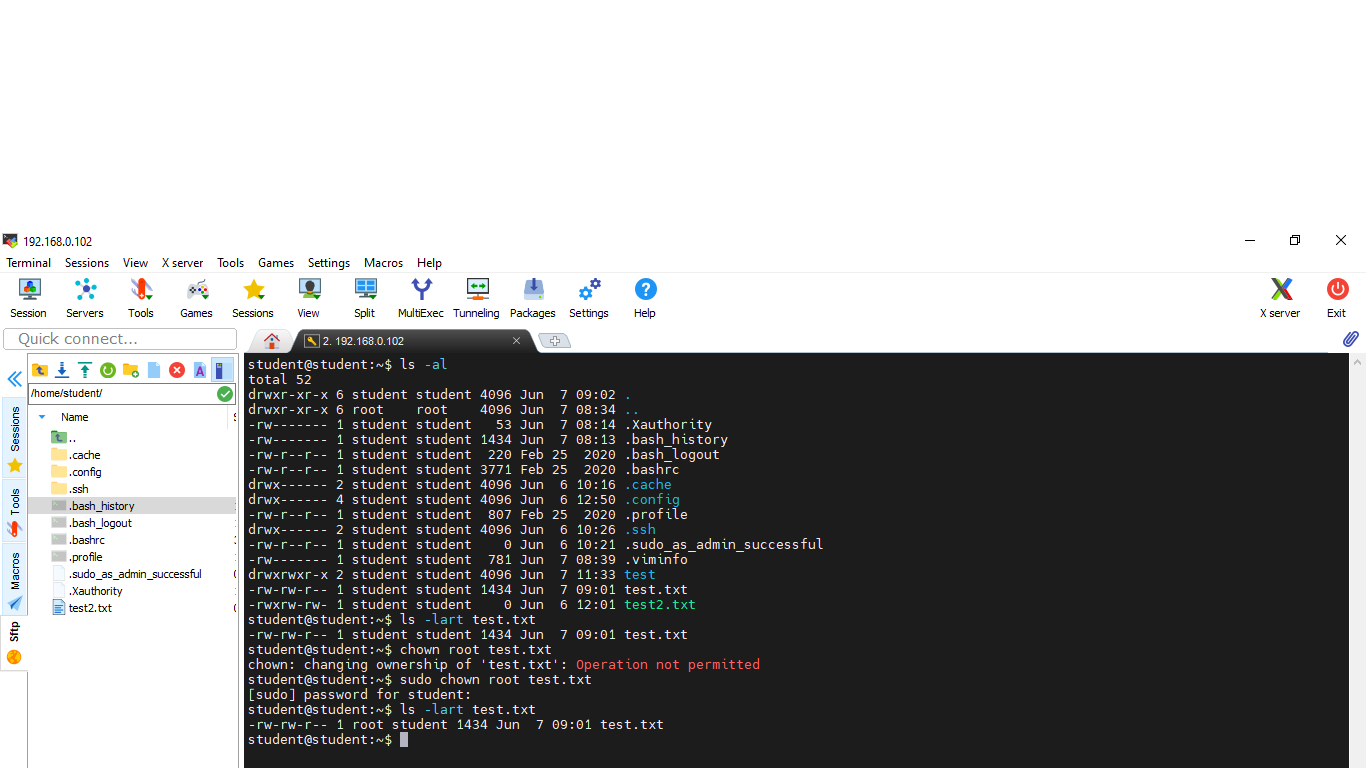 192.168.0.102
Terminal Sessions View X server Tools Games Settings Macros Help
Session Servers Tools Games Sessions View Split MultiExec Tunneling Packages Settings Help X server Exit
Quick connect...
2. 192.168.0.102
/home/student/
Name
..
.cache
.config
.ssh
.bash_history
.bash_logout
.bashrc
.profile
.sudo_as_admin_successful
.Xauthority
test2.txt
Sessions
Tools
Macros
Sftp
student@student:~$ ls -al
total 52
drwxr-xr-x 6 student student 4096 Jun  7 09:02 .
drwxr-xr-x 6 root    root    4096 Jun  7 08:34 ..
-rw------- 1 student student   53 Jun  7 08:14 .Xauthority
-rw------- 1 student student 1434 Jun  7 08:13 .bash_history
-rw-r--r-- 1 student student  220 Feb 25  2020 .bash_logout
-rw-r--r-- 1 student student 3771 Feb 25  2020 .bashrc
drwx------ 2 student student 4096 Jun  6 10:16 .cache
drwx------ 4 student student 4096 Jun  6 12:50 .config
-rw-r--r-- 1 student student  807 Feb 25  2020 .profile
drwx------ 2 student student 4096 Jun  6 10:26 .ssh
-rw-r--r-- 1 student student    0 Jun  6 10:21 .sudo_as_admin_successful
-rw------- 1 student student  781 Jun  7 08:39 .viminfo
drwxrwxr-x 2 student student 4096 Jun  7 11:33 test
-rw-rw-r-- 1 student student 1434 Jun  7 09:01 test.txt
-rwxrw-rw- 1 student student    0 Jun  6 12:01 test2.txt
student@student:~$ ls -lart test.txt
-rw-rw-r-- 1 student student 1434 Jun  7 09:01 test.txt
student@student:~$ chown root test.txt
chown: changing ownership of 'test.txt': Operation not permitted
student@student:~$ sudo chown root test.txt
[sudo] password for student:
student@student:~$ ls -lart test.txt
-rw-rw-r-- 1 root student 1434 Jun  7 09:01 test.txt
student@student:~$